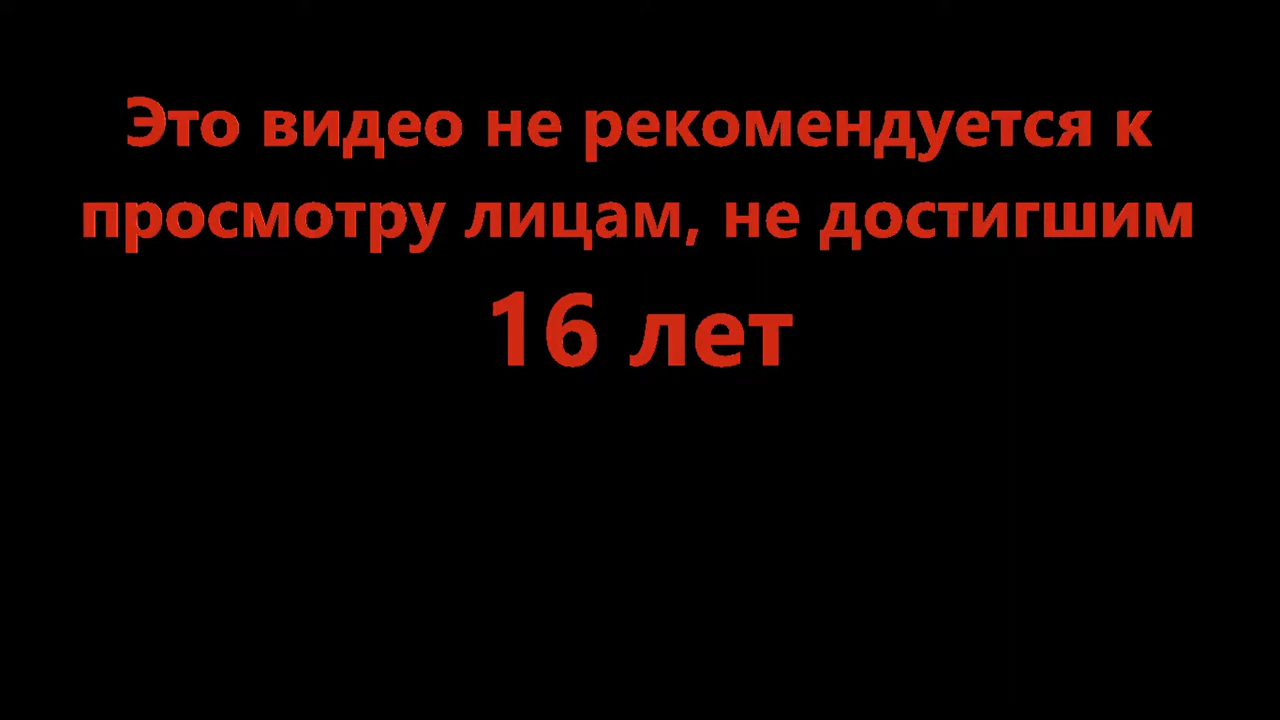 Это видео не рекомендуется к
просмотру лицам, не достигшим
16 лет